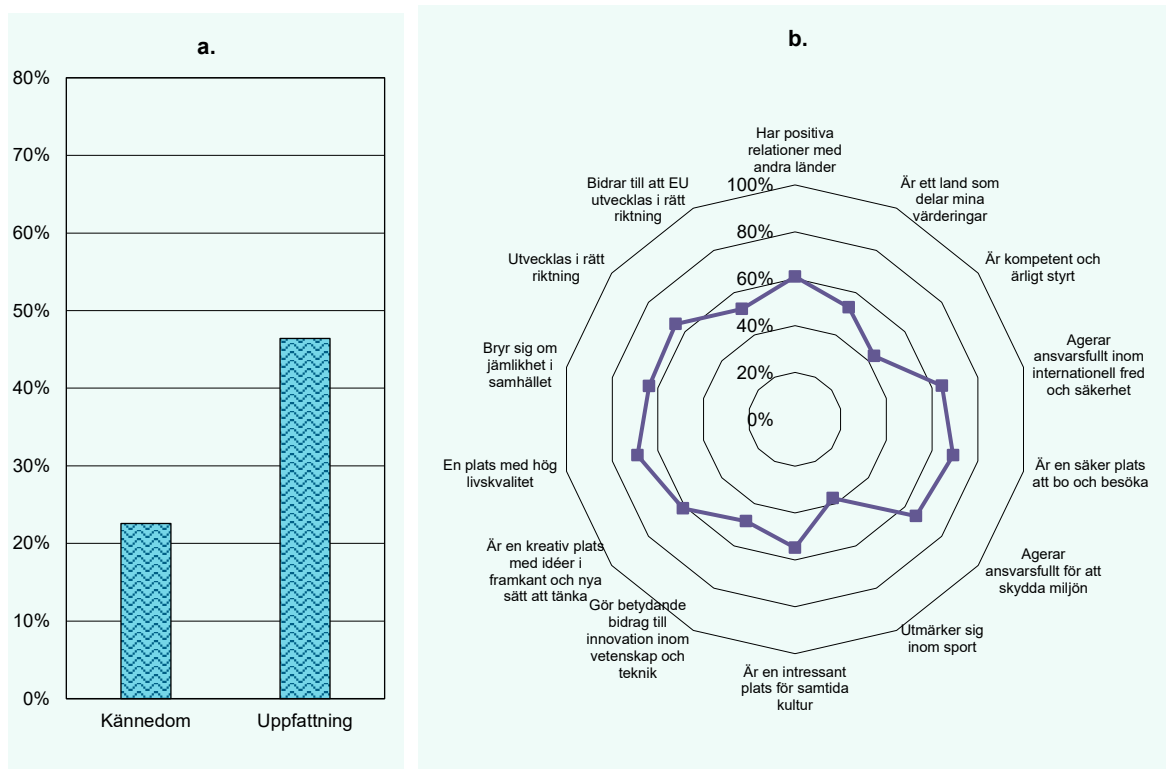 a.
80%
70%
60%
50%
40%
30%
20%
10%
0%
Kännedom
Uppfattning
b.
Har positiva
relationer med
andra länder
Är ett land som
delar mina
värderingar
Är kompetent och
ärligt styrt
Agerar
ansvarsfullt inom
internationell fred
och säkerhet
Är en säker plats
att bo och besöka
Agerar
ansvarsfullt för att
skydda miljön
Utmärker sig
inom sport
Är en intressant
plats för samtida
kultur
Gör betydande
bidrag till
innovation inom
vetenskap och
teknik
Är en kreativ plats
med idéer i
framkant och nya
sätt att tänka
En plats med hög
livskvalitet
Bryr sig om
jämlikhet i
samhället
Utvecklas i rätt
riktning
Bidrar till att EU
utvecklas i rätt
riktning
100%
80%
60%
40%
20%
0%